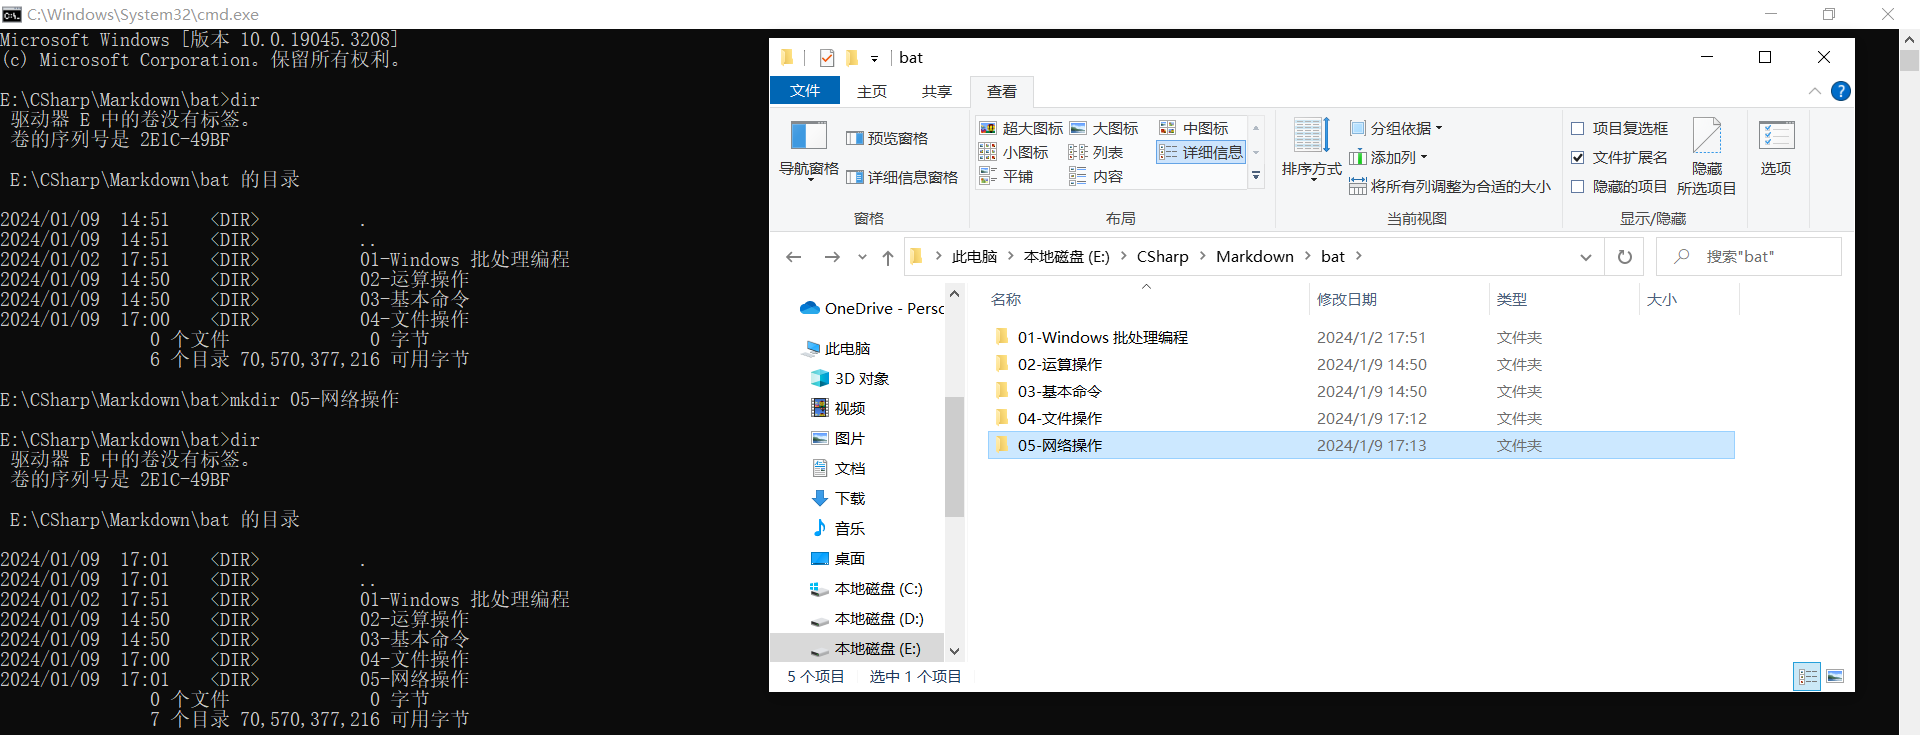 C:\Windows\System32\cmd.exe
Microsoft Windows [版本 10.0.19045.3208]
(c) Microsoft Corporation。保留所有权利。
E:\CSharp\Markdown\bat>dir
驱动器 E 中的卷没有标签。
卷的序列号是 2E1C-49BF
E:\CSharp\Markdown\bat 的目录
2024/01/09  14:51    <DIR>          .
2024/01/09  14:51    <DIR>          ..
2024/01/02  17:51    <DIR>          01-Windows 批处理编程
2024/01/09  14:50    <DIR>          02-运算操作
2024/01/09  14:50    <DIR>          03-基本命令
2024/01/09  17:00    <DIR>          04-文件操作
0 个文件              0 字节
6 个目录 70,570,377,216 可用字节
E:\CSharp\Markdown\bat>mkdir 05-网络操作
E:\CSharp\Markdown\bat>dir
驱动器 E 中的卷没有标签。
卷的序列号是 2E1C-49BF
E:\CSharp\Markdown\bat 的目录
2024/01/09  17:01    <DIR>          .
2024/01/09  17:01    <DIR>          ..
2024/01/02  17:51    <DIR>          01-Windows 批处理编程
2024/01/09  14:50    <DIR>          02-运算操作
2024/01/09  14:50    <DIR>          03-基本命令
2024/01/09  17:00    <DIR>          04-文件操作
2024/01/09  17:01    <DIR>          05-网络操作
0 个文件              0 字节
7 个目录 70,570,377,216 可用字节
bat
文件 主页 共享 查看
导航窗格
预览窗格
详细信息窗格
窗格
超大图标 大图标 中图标
小图标 列表 详细信息
平铺 内容
布局
排序方式
分组依据
添加列
将所有列调整为合适的大小
当前视图
项目复选框
文件扩展名
隐藏的项目
隐藏
所选项目
显示/隐藏
选项
此电脑 > 本地磁盘 (E:) > CSharp > Markdown > bat >
搜索"bat"
OneDrive - Persc
此电脑
3D 对象
视频
图片
文档
下载
音乐
桌面
本地磁盘 (C:)
本地磁盘 (D:)
本地磁盘 (E:)
名称 修改日期 类型 大小
01-Windows 批处理编程 2024/1/2 17:51 文件夹
02-运算操作 2024/1/9 14:50 文件夹
03-基本命令 2024/1/9 14:50 文件夹
04-文件操作 2024/1/9 17:12 文件夹
05-网络操作 2024/1/9 17:13 文件夹
5 个项目 选中 1 个项目